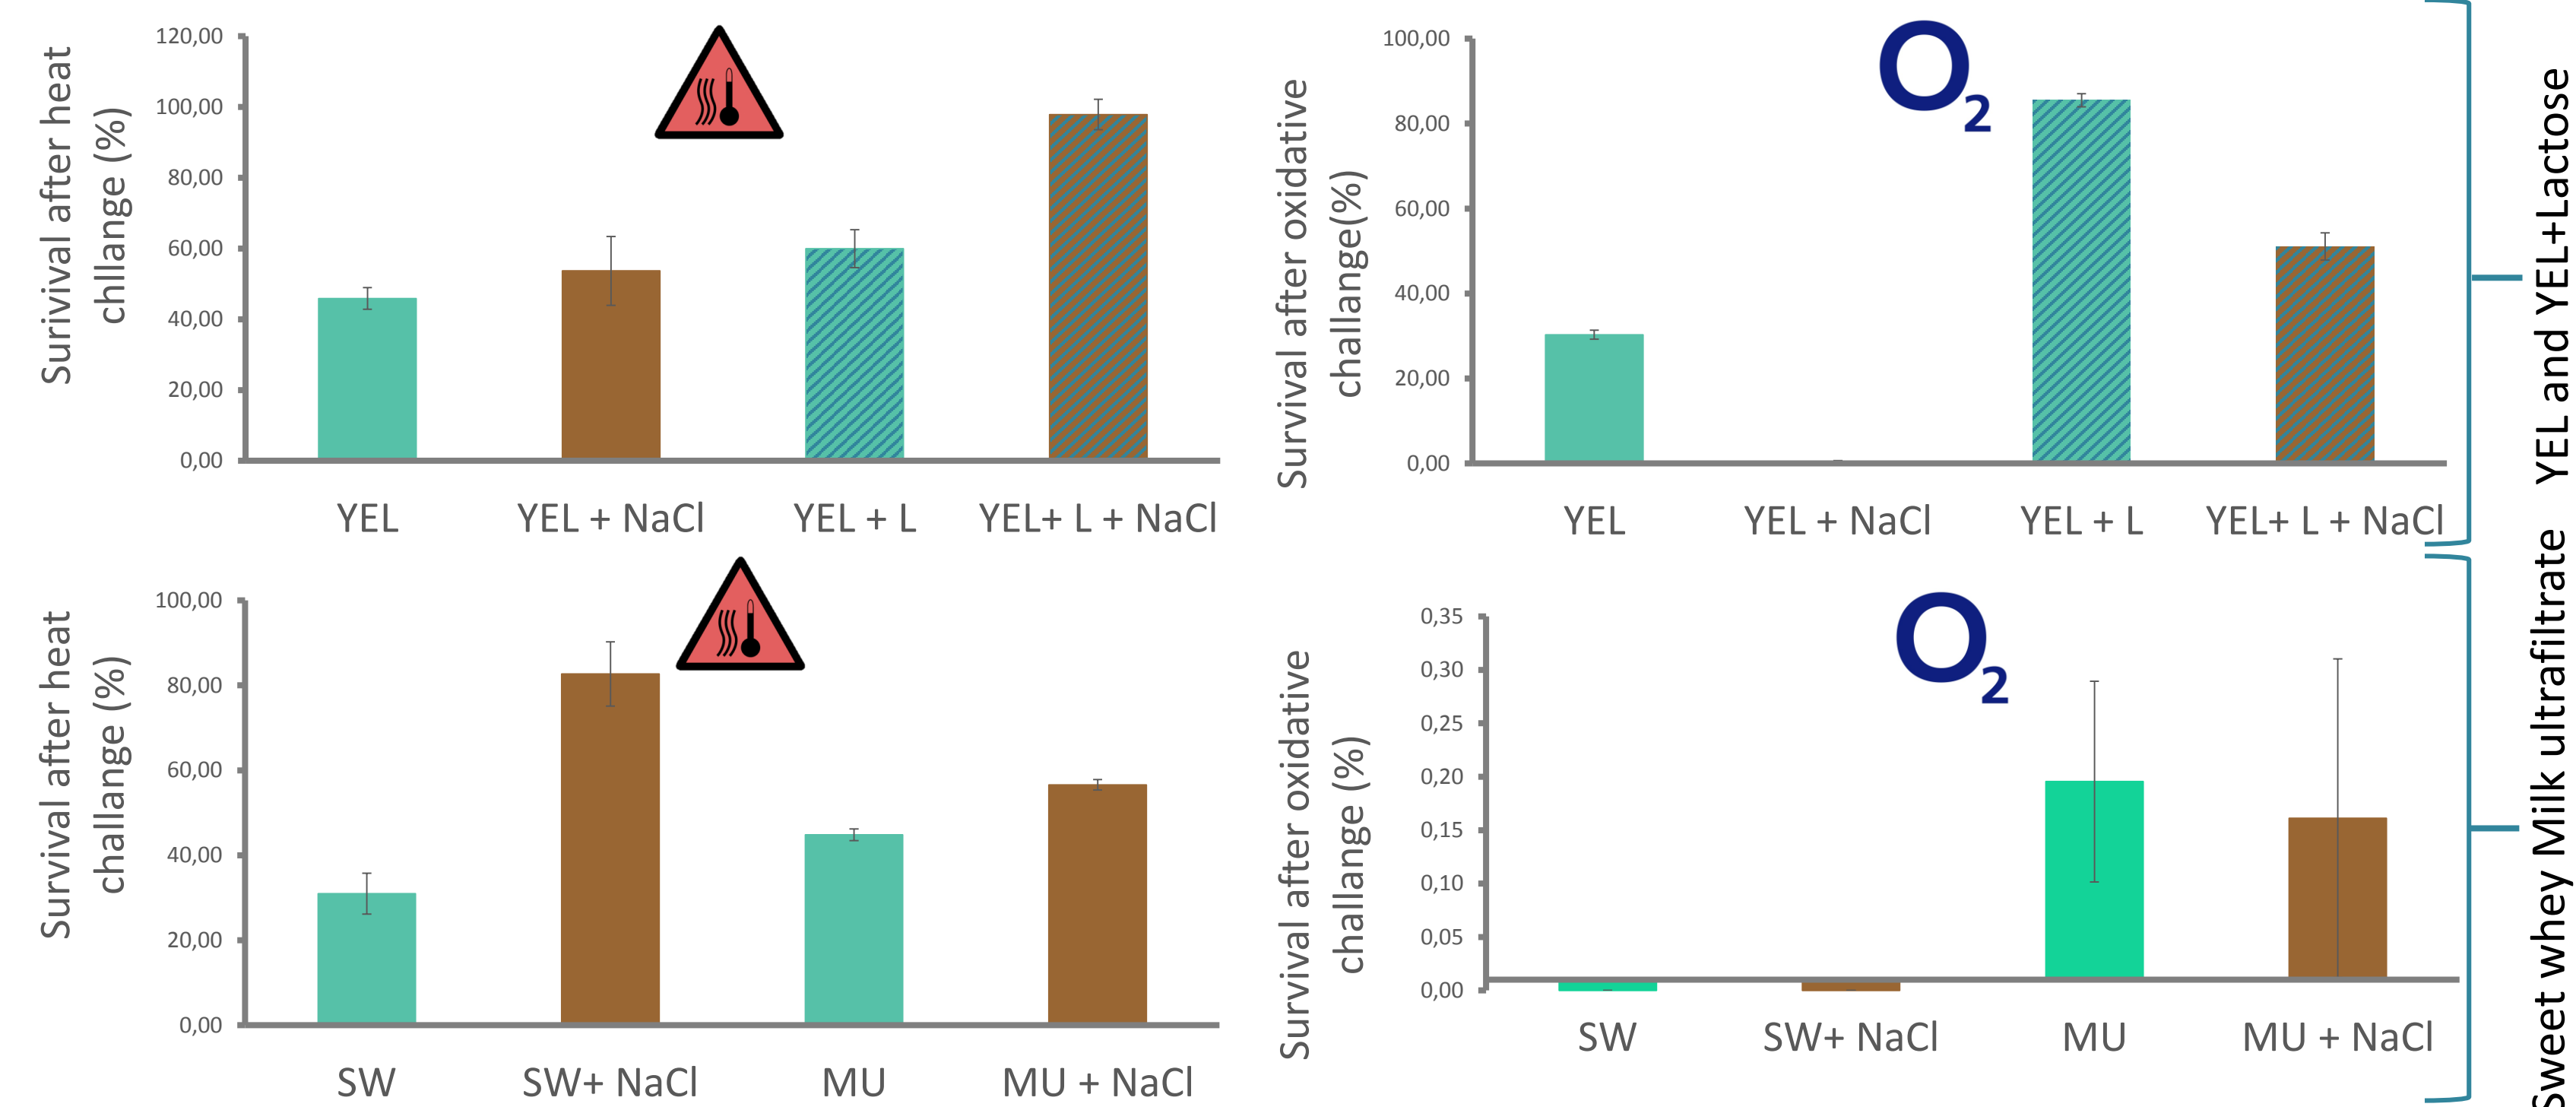 Surivival after heat
chllange (%)
120,00
100,00
80,00
60,00
40,00
20,00
0,00
YEL
YEL + NaCl
YEL + L
YEL+ L + NaCl
Survival after oxidative
challange(%)
100,00
80,00
60,00
40,00
20,00
0,00
O2
YEL
YEL + NaCl
YEL + L
YEL+ L + NaCl
YEL and YEL+Lactose
Survival after heat
challange (%)
100,00
80,00
60,00
40,00
20,00
0,00
SW
SW+ NaCl
MU
MU + NaCl
Survival after oxidative
challange (%)
0,35
0,30
0,25
0,20
0,15
0,10
0,05
0,00
O2
SW
SW+ NaCl
MU
MU + NaCl
Sweet whey Milk ultrafiltrate